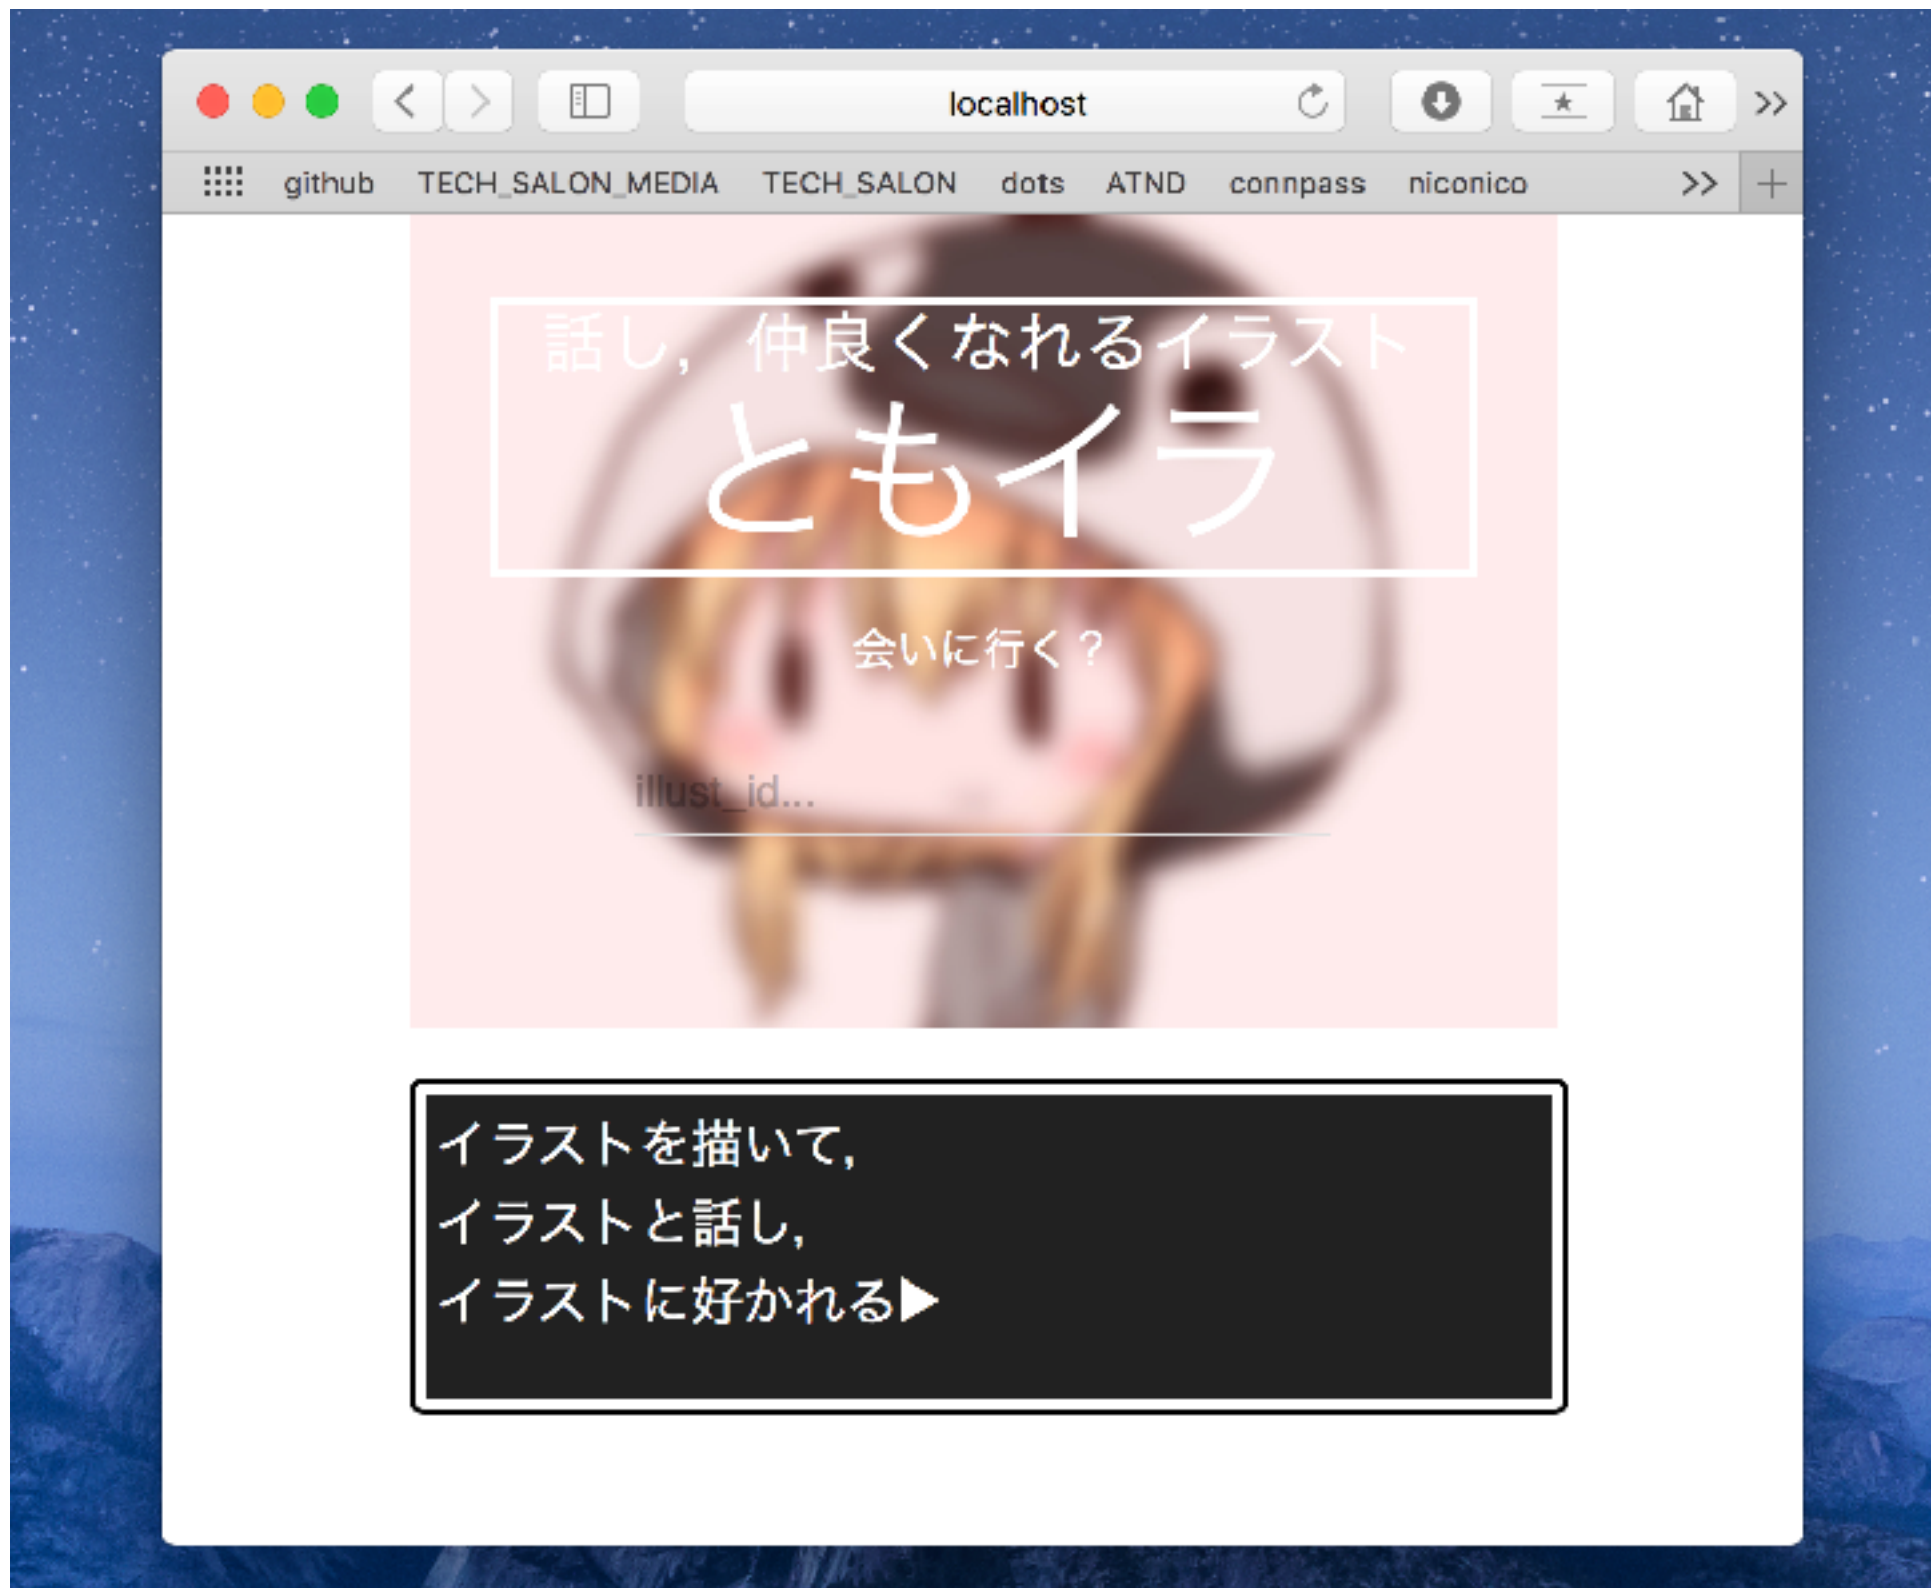 localhost
github TECH_SALON_MEDIA TECH_SALON dots ATND connpass niconico
話し，仲良くなれるイラスト
ともイラ
会いに行く？
illust_id...
イラストを描いて,
イラストと話し,
イラストに好かれる▶